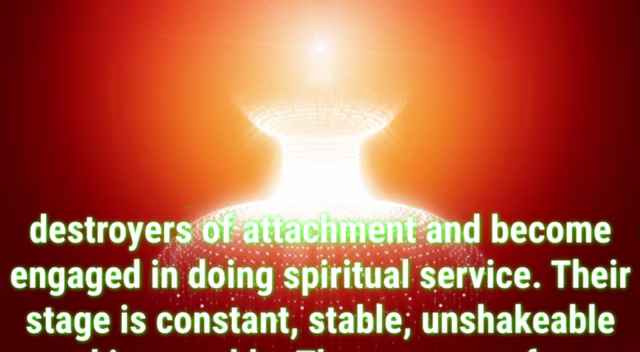 destroyers of attachment and become
engaged in doing spiritual service. Their
stage is constant, stable, unshakeable